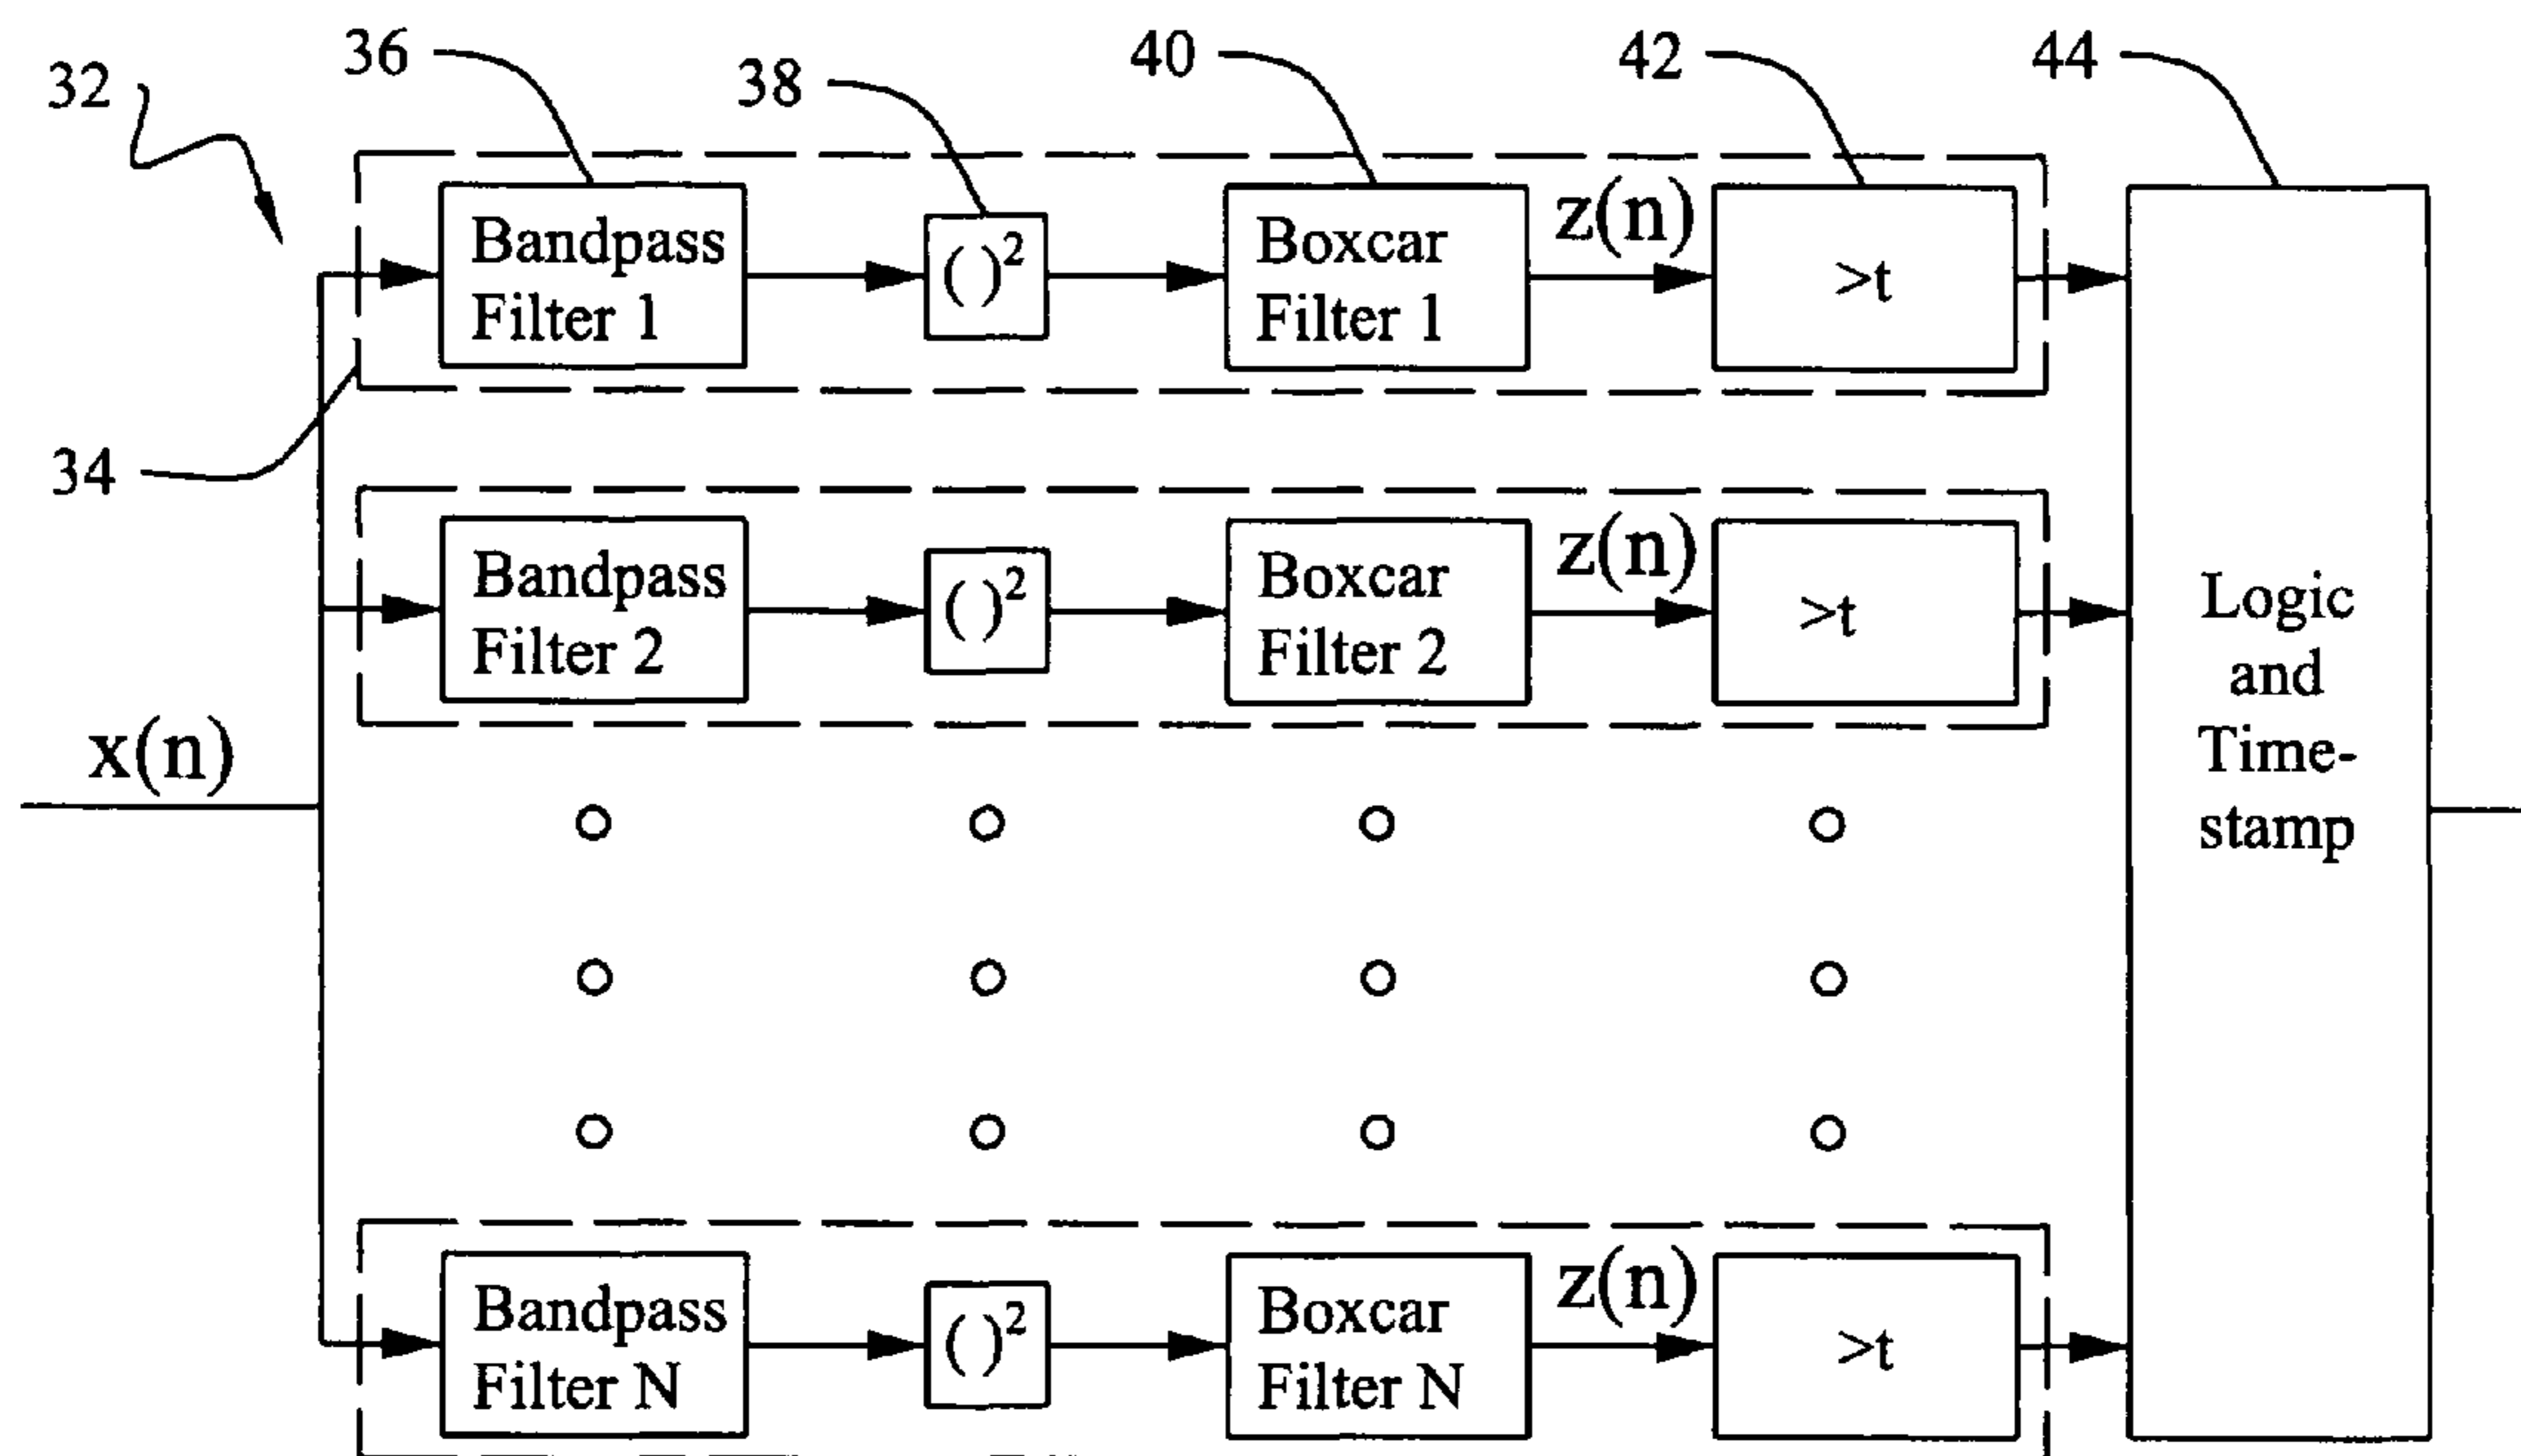 36
40
42
44
32
38
Bandpass
Filter 1
( )²
Boxcar
Filter 1
z(n)
>t
34
Bandpass
Filter 2
( )²
Boxcar
Filter 2
z(n)
>t
Logic
and
Time-
stamp
x(n)
Bandpass
Filter N
( )²
Boxcar
Filter N
z(n)
>t